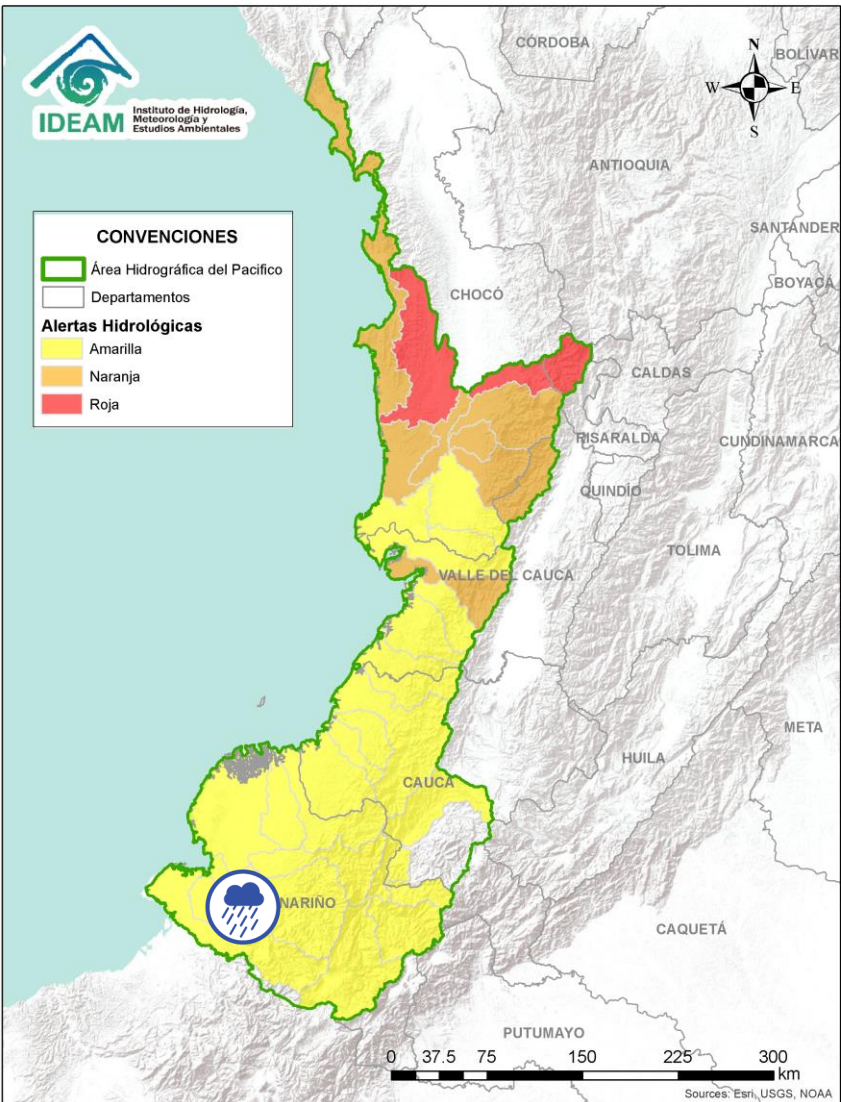 IDEAM
Instituto de Hidrología,
Meteorología y
Estudios Ambientales
CONVENCIONES
Área Hidrográfica del Pacifico
Departamentos
Alertas Hidrológicas
Amarilla
Naranja
Roja
N
W
E
S
CÓRDOBA
BOLIVAR
ANTIOQUIA
SANTANDER
BOYACÁ
CHOCÓ
CALDAS
RISARALDA
CUNDINAMARCA
QUINDÍO
TOLIMA
VALLE DEL CAUCA
META
HUILA
CAUCA
NARIÑO
CAQUETÁ
PUTUMAYO
0 37.5 75 150 225 300
km
Sources: Esri, USGS, NOAA